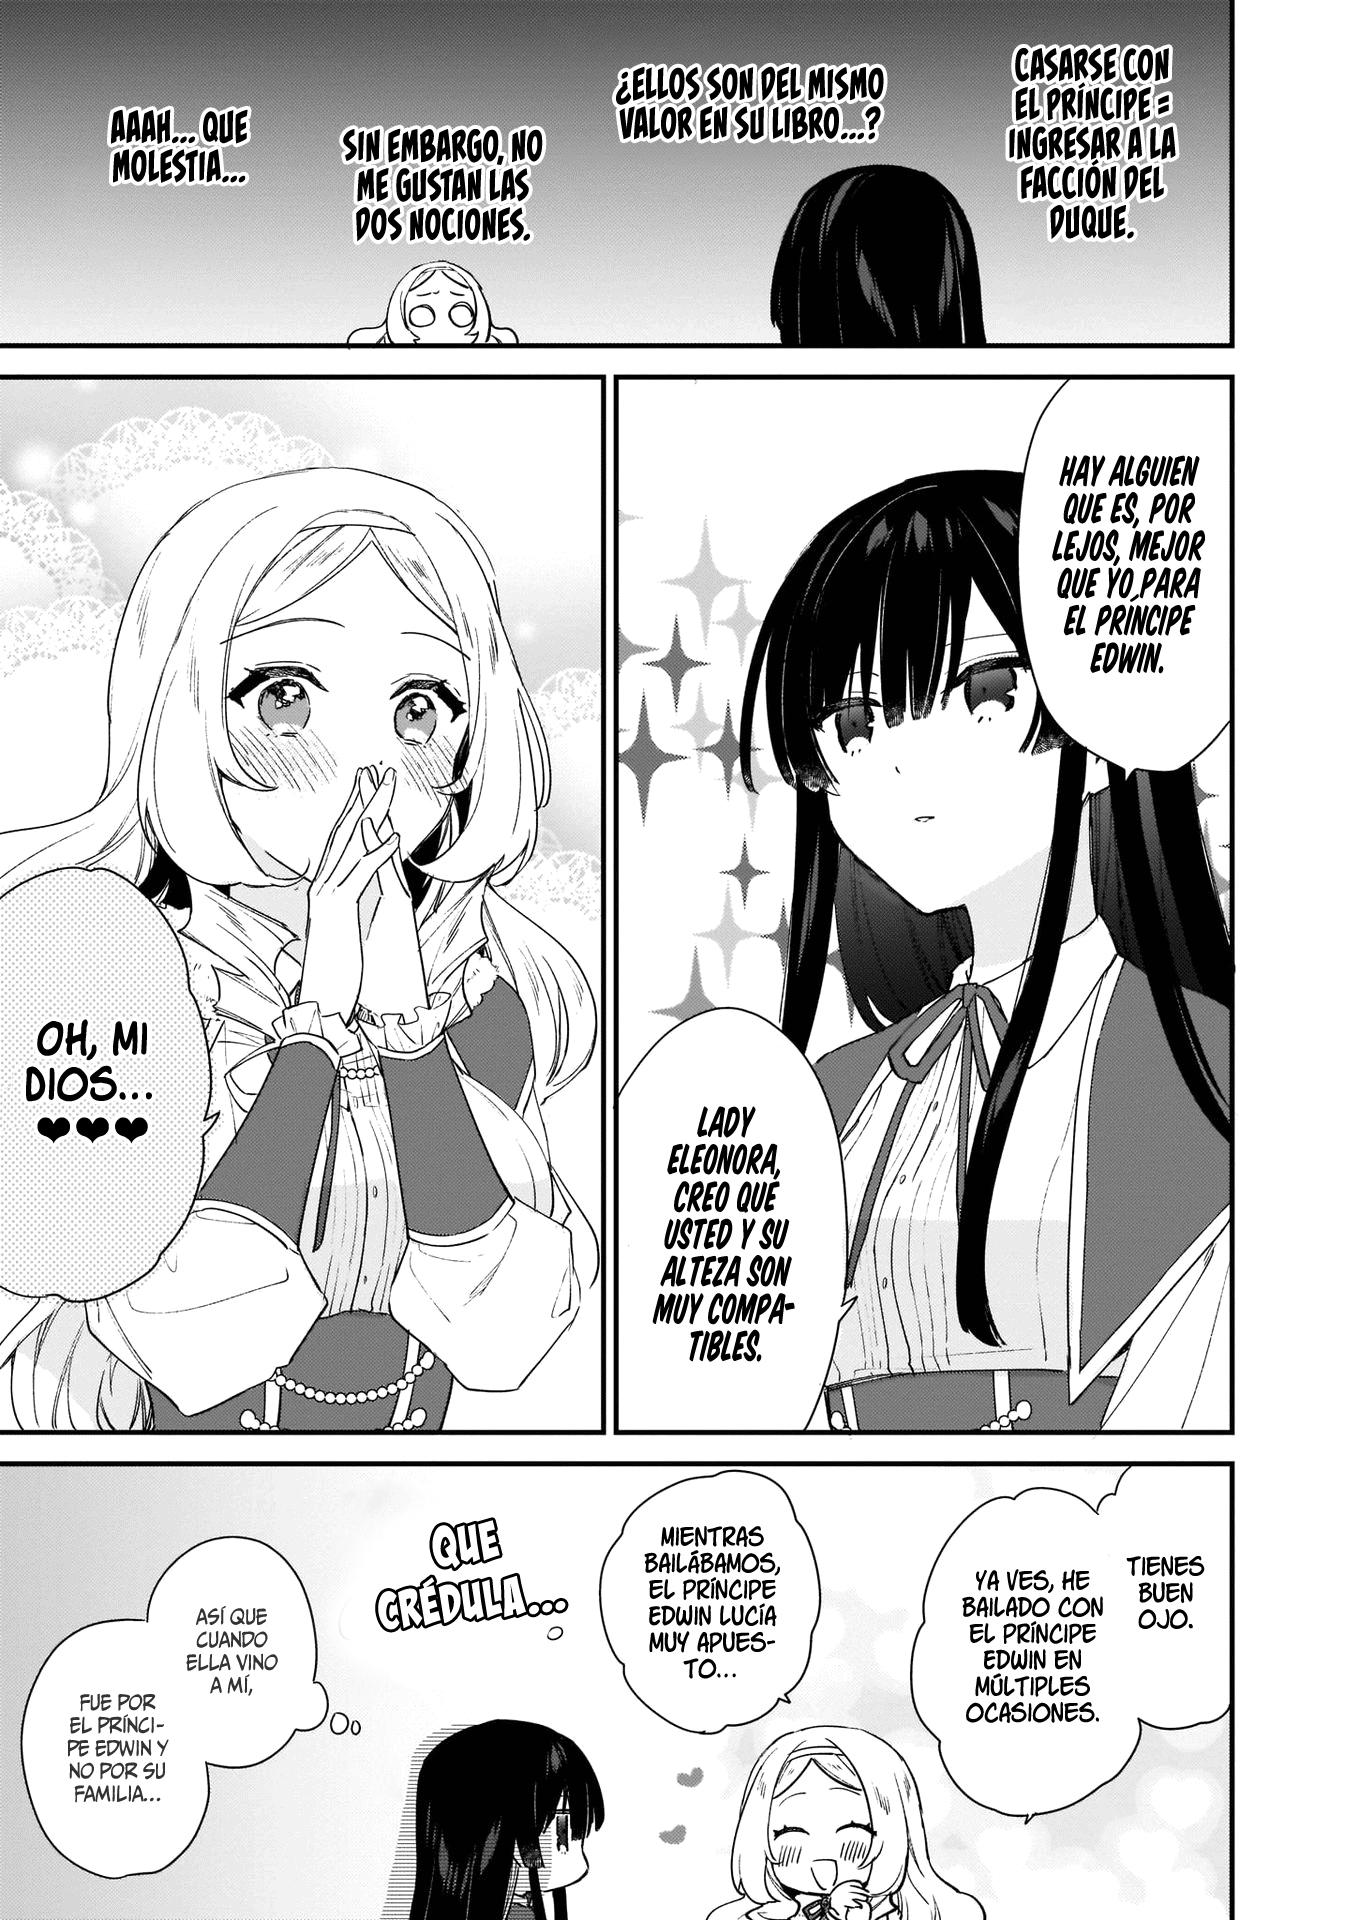 CASARSE CON
EL PRÍNCIPE =
INGRESAR A LA
FACCIÓN DEL
DUQUE.
¿ELLOS SON DEL MISMO
VALOR EN SU LIBRO...?
SIN EMBARGO, NO
ME GUSTAN LAS
DOS NOCIONES.
AAAH... QUE
MOLESTIA...
HAY ALGUIEN
QUE ES, POR
LEJOS, MEJOR
QUE YO PARA
EL PRÍNCIPE
EDWIN.
LADY
ELEONORA,
CREO QUE
USTED Y SU
ALTEZA SON
MUY COMPA-
TIBLES.
OH, MI
DIOS...
❤❤❤
TIENES
BUEN
OJO.
YA VES, HE
BAILADO CON
EL PRÍNCIPE
EDWIN EN
MÚLTIPLES
OCASIONES.
MIENTRAS
BAILÁBAMOS,
EL PRÍNCIPE
EDWIN LUCÍA
MUY APUES-
TO...
QUE
CRÉDULA...
ASÍ QUE
CUANDO
ELLA VINO
A MÍ,
FUE POR
EL PRÍNCI-
PE EDWIN Y
NO POR SU
FAMILIA...